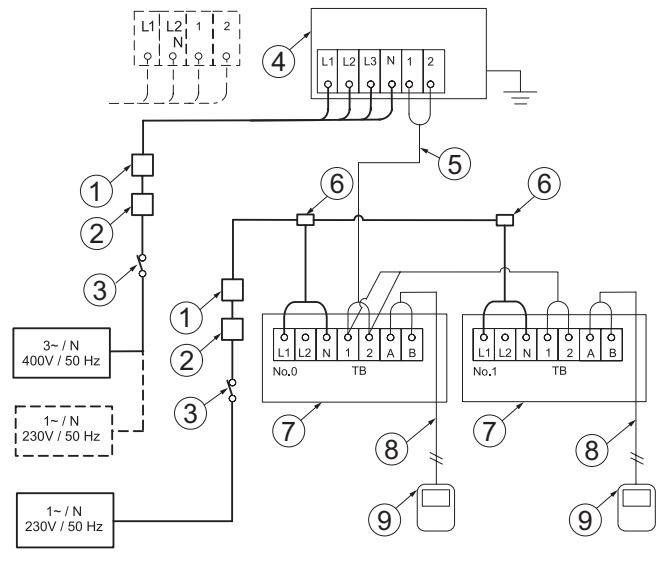 L1 L2 1 2
N
4
L1 L2 L3 N 1 2
5
1
6
6
2
3
1
3~ / N
400V / 50 Hz
2
L1 L2 N 1 2 A B
L1 L2 N 1 2 A B
No.0 TB
No.1 TB
3
1~ / N
230V / 50 Hz
7
7
8
8
1~ / N
230V / 50 Hz
9
9